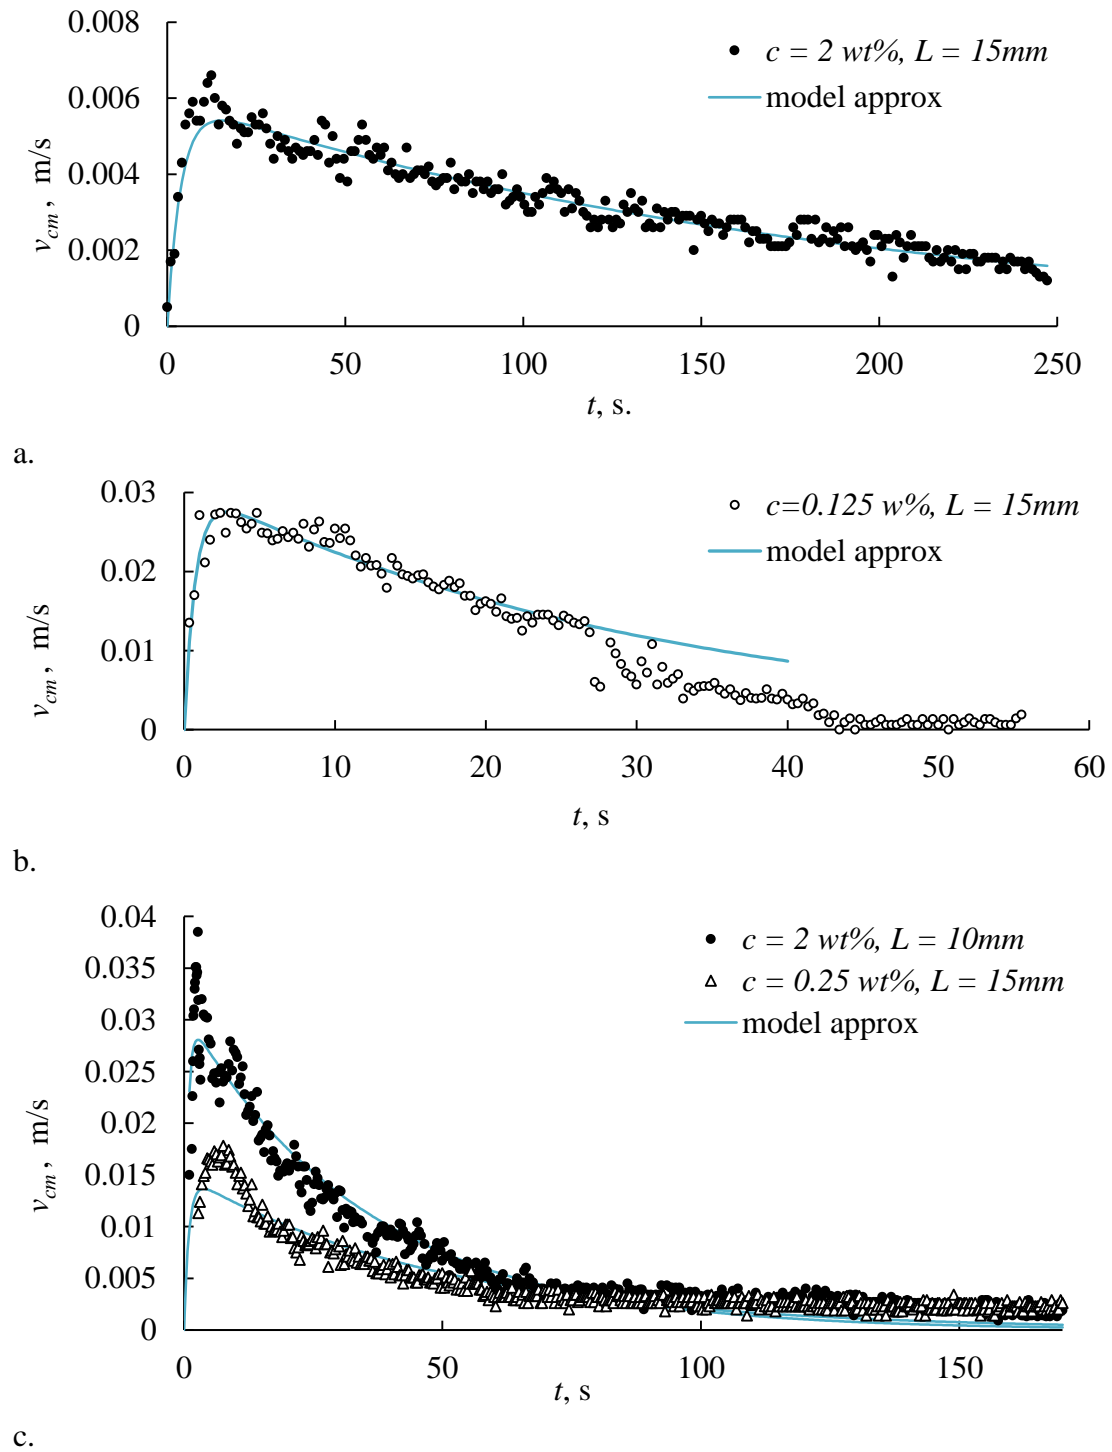 0.008
0.006
0.004
0.002
0
v_cm, m/s
c = 2 wt%, L = 15mm
model approx
0 50 100 150 200 250
t, s.
a.
0.03
0.02
0.01
0
v_cm, m/s
c=0.125 w%, L = 15mm
model approx
0 10 20 30 40 50 60
t, s
b.
0.04
0.035
0.03
0.025
0.02
0.015
0.01
0.005
0
v_cm, m/s
c = 2 wt%, L = 10mm
c = 0.25 wt%, L = 15mm
model approx
0 50 100 150
t, s
c.